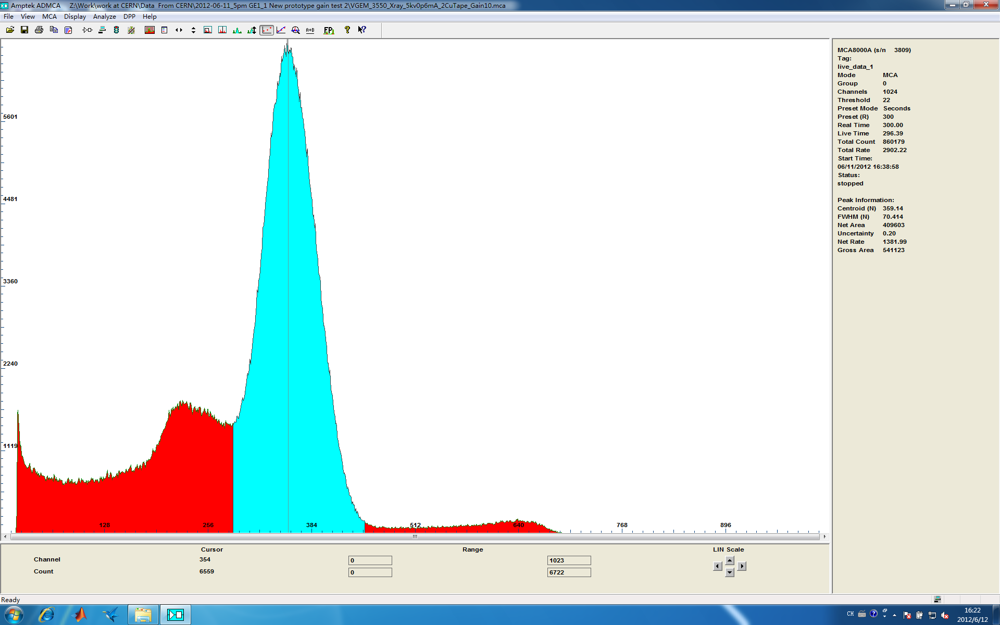 Amptek ADMCA Z:\Work\work at CERN\Data From CERN\2012-06-11_5pm GE1_1 New prototype gain test 2\VGEM_3550_Xray_5kv0p6mA_2CuTape_Gain10.mca
File View MCA Display Analyze DPP Help
A+B FP ? ?
5601
4481
3360
2240
1119
128 256 384 512 640 768 896
MCA8000A (s/n 3809)
Tag:
live_data_1
Mode MCA
Group 0
Channels 1024
Threshold 22
Preset Mode Seconds
Preset (R) 300
Real Time 300.00
Live Time 296.39
Total Count 860179
Total Rate 2902.22
Start Time:
06/11/2012 16:38:58
Status:
stopped
Peak Information:
Centroid (N) 359.14
FWHM (N) 70.414
Net Area 409603
Uncertainty 0.20
Net Rate 1381.99
Gross Area 541123
Cursor Range LIN Scale
Channel 354 0 1023
Count 6559 0 6722
Ready
CH ? 16:22
2012/6/12